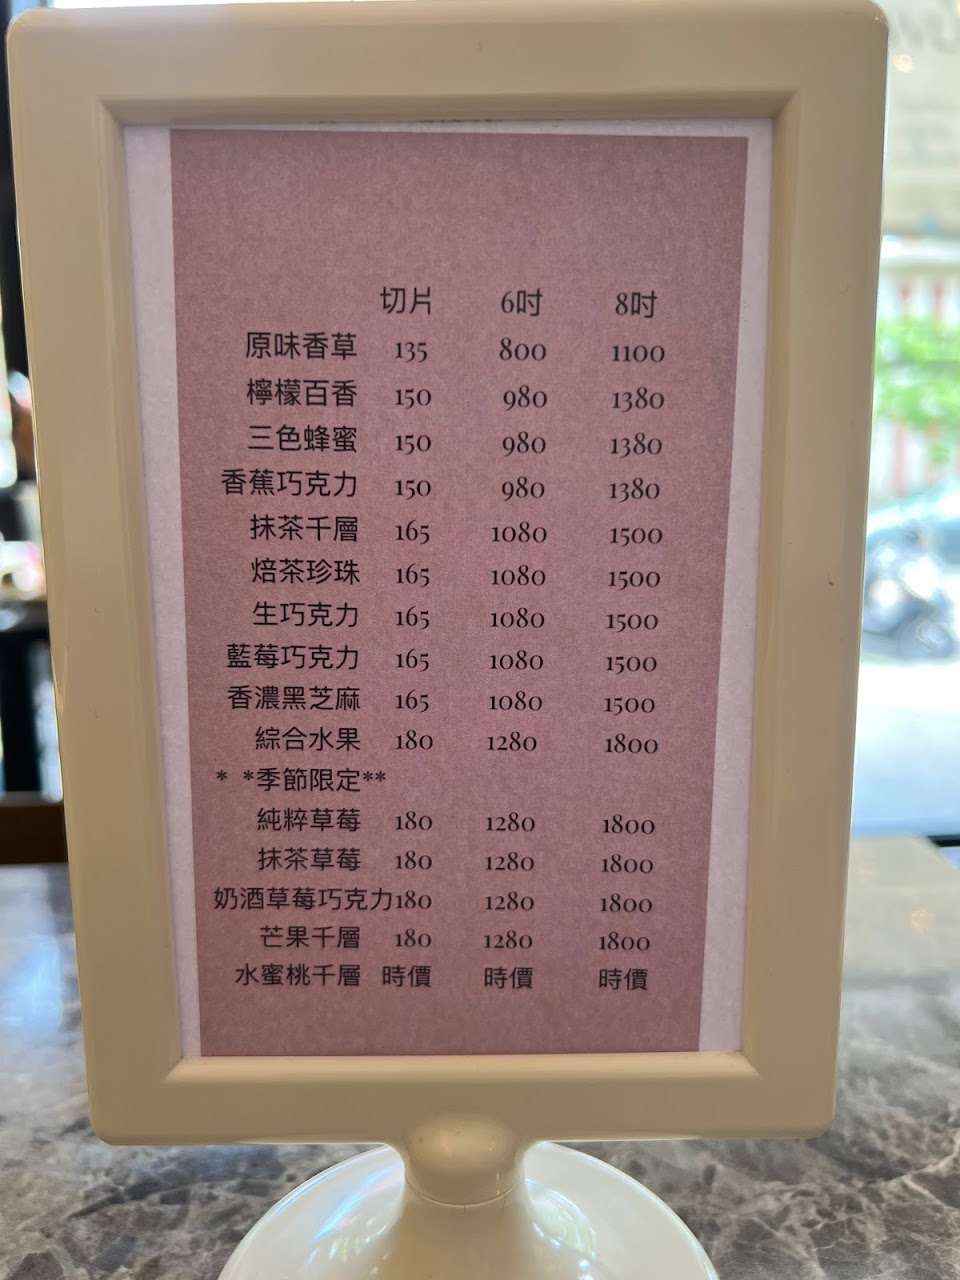 切片 6吋 8吋
原味香草 135 800 1100
檸檬百香 150 980 1380
三色蜂蜜 150 980 1380
香蕉巧克力 150 980 1380
抹茶千層 165 1080 1500
焙茶珍珠 165 1080 1500
生巧克力 165 1080 1500
藍莓巧克力 165 1080 1500
香濃黑芝麻 165 1080 1500
綜合水果 180 1280 1800
* *季節限定**
純粹草莓 180 1280 1800
抹茶草莓 180 1280 1800
奶酒草莓巧克力180 1280 1800
芒果千層 180 1280 1800
水蜜桃千層 時價 時價 時價